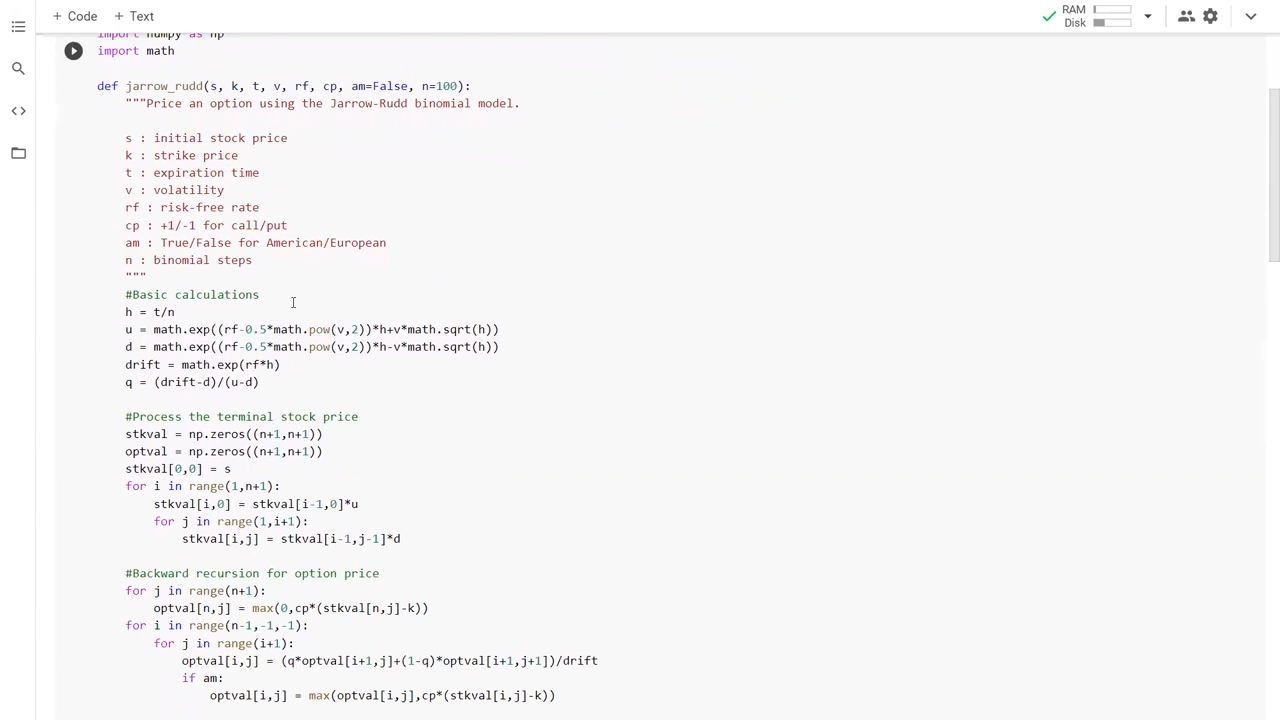 + Code + Text
RAM
Disk
import numpy as np
import math
def jarrow_rudd(s, k, t, v, rf, cp, am=False, n=100):
"""Price an option using the Jarrow-Rudd binomial model.
s : initial stock price
k : strike price
t : expiration time
v : volatility
rf : risk-free rate
cp : +1/-1 for call/put
am : True/False for American/European
n : binomial steps
"""
#Basic calculations
h = t/n
u = math.exp((rf-0.5*math.pow(v,2))*h+v*math.sqrt(h))
d = math.exp((rf-0.5*math.pow(v,2))*h-v*math.sqrt(h))
drift = math.exp(rf*h)
q = (drift-d)/(u-d)
#Process the terminal stock price
stkval = np.zeros((n+1,n+1))
optval = np.zeros((n+1,n+1))
stkval[0,0] = s
for i in range(1,n+1):
stkval[i,0] = stkval[i-1,0]*u
for j in range(1,i+1):
stkval[i,j] = stkval[i-1,j-1]*d
#Backward recursion for option price
for j in range(n+1):
optval[n,j] = max(0,cp*(stkval[n,j]-k))
for i in range(n-1,-1,-1):
for j in range(i+1):
optval[i,j] = (q*optval[i+1,j]+(1-q)*optval[i+1,j+1])/drift
if am:
optval[i,j] = max(optval[i,j],cp*(stkval[i,j]-k))